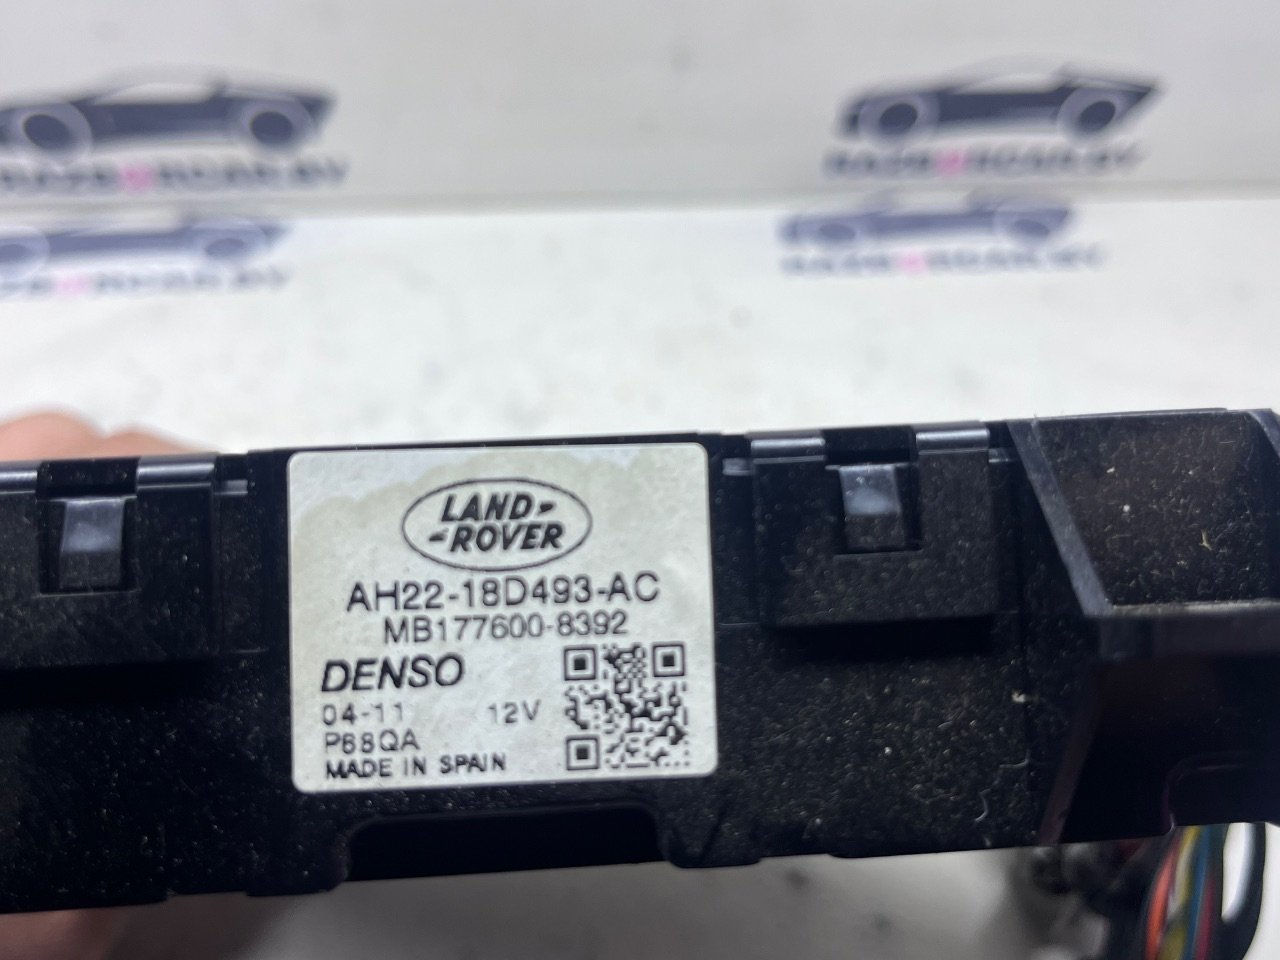 LAND
ROVER
AH22-18D493-AC
MB177600-8392
DENSO
04-11 12V
P68QA
MADE IN SPAIN